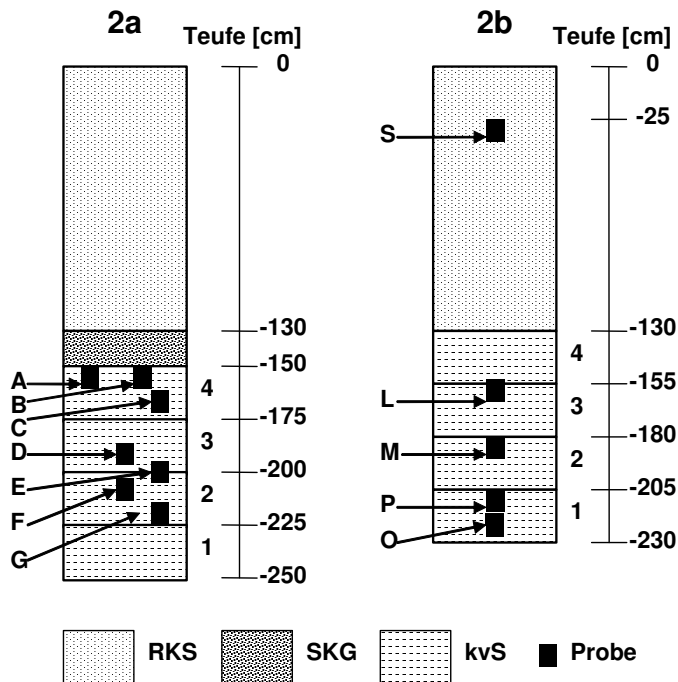 2a
2b
Teufe [cm]
Teufe [cm]
0
0
-25
S
-130
-130
-150
4
A
4
-155
B
L
3
C
-175
D
3
-180
M
2
E
-200
-205
F
2
P
1
-225
O
G
1
-230
-250
RKS SKG kvS Probe